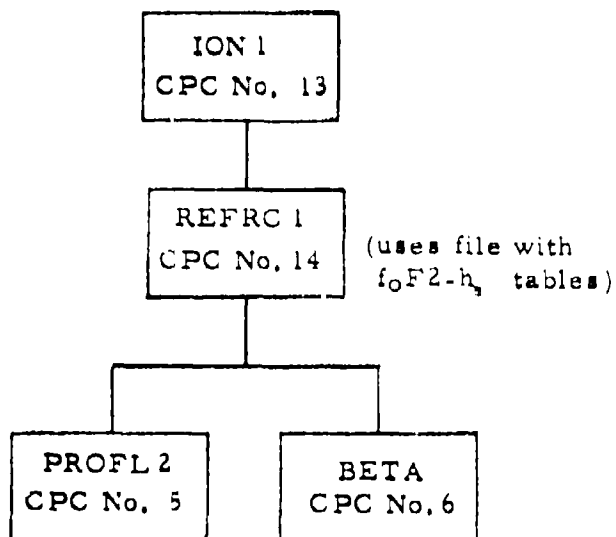 ION 1
CPC No. 13
REFRC 1
CPC No. 14
(uses file with
f₀F2-h, tables)
PROFL 2
CPC No. 5
BETA
CPC No. 6